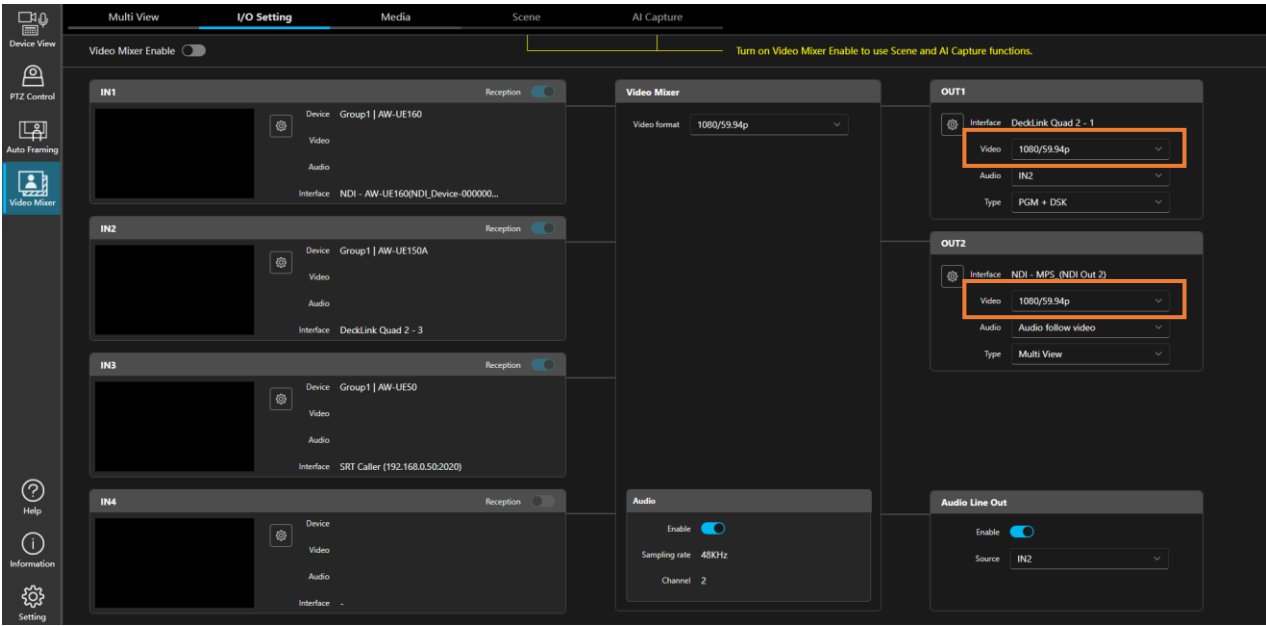 Multi View
I/O Setting
Media
Scene
AI Capture
Device View
PTZ Control
Auto Framing
Video Mixer
Help
Information
Setting
Video Mixer Enable
Turn on Video Mixer Enable to use Scene and AI Capture functions.
IN1
Reception
Device Group1 | AW-UE160
Video
Audio
Interface NDI - AW-UE160(NDI_Device-000000...
IN2
Reception
Device Group1 | AW-UE150A
Video
Audio
Interface DeckLink Quad 2 - 3
IN3
Reception
Device Group1 | AW-UE50
Video
Audio
Interface SRT Caller (192.168.0.50:2020)
IN4
Reception
Device
Video
Audio
Interface -
Video Mixer
Video format 1080/59.94p
Audio
Enable
Sampling rate 48KHz
Channel 2
OUT1
Interface DeckLink Quad 2 - 1
Video 1080/59.94p
Audio IN2
Type PGM + DSK
OUT2
Interface NDI - MPS_(NDI Out 2)
Video 1080/59.94p
Audio Audio follow video
Type Multi View
Audio Line Out
Enable
Source IN2